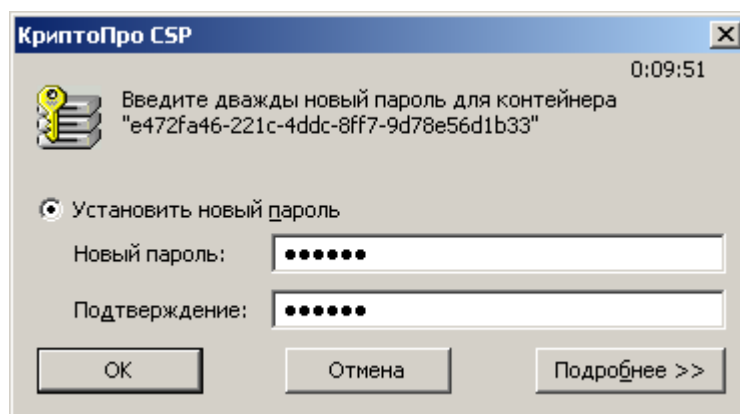 КриптоПро CSP
0:09:51
Введите дважды новый пароль для контейнера
"e472fa46-221c-4ddc-8ff7-9d78e56d1b33"
Установить новый пароль
Новый пароль: ●●●●●●
Подтверждение: ●●●●●●
ОК Отмена Подробнее >>